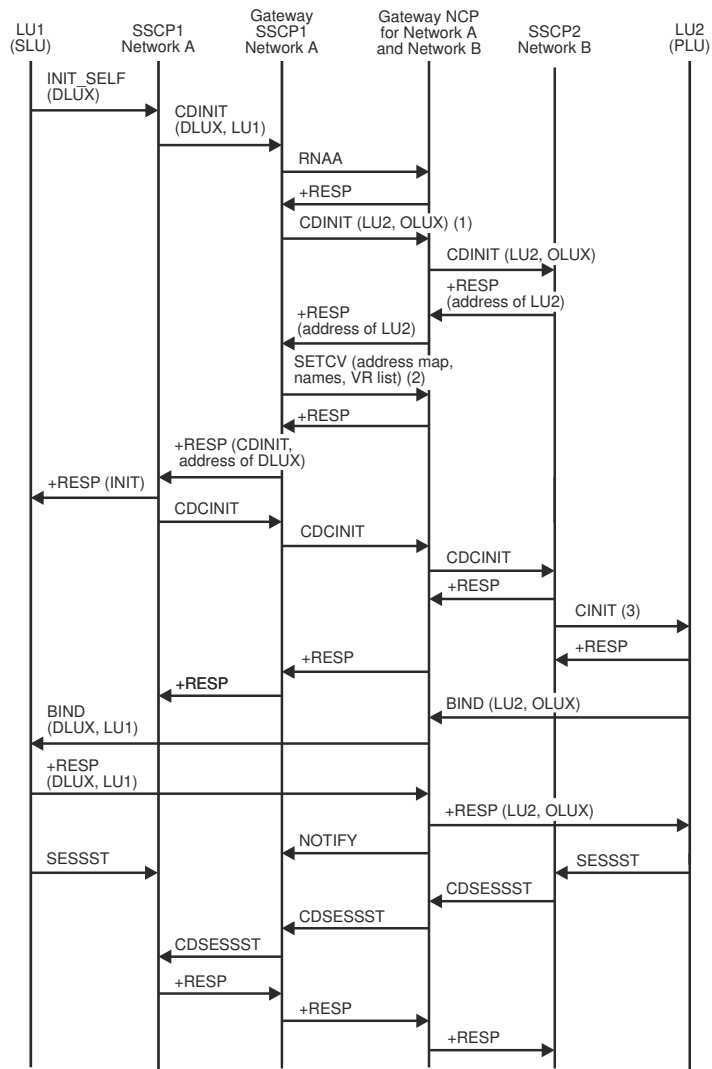 LU1
(SLU)
SSCP1
Network A
Gateway
SSCP1
Network A
Gateway NCP
for Network A
and Network B
SSCP2
Network B
LU2
(PLU)
INIT_SELF
(DLUX)
CDINIT
(DLUX, LU1)
RNAA
+RESP
CDINIT (LU2, OLUX) (1)
CDINIT (LU2, OLUX)
+RESP
(address of LU2)
+RESP
(address of LU2)
SETCV (address map,
names, VR list) (2)
+RESP
+RESP (CDINIT,
address of DLUX)
+RESP (INIT)
CDCINIT
CDCINIT
CDCINIT
+RESP
CINIT (3)
+RESP
+RESP
+RESP
BIND (LU2, OLUX)
BIND
(DLUX, LU1)
+RESP
(DLUX, LU1)
+RESP (LU2, OLUX)
NOTIFY
SESSST
SESSST
CDSESSST
CDSESSST
CDSESSST
+RESP
+RESP
+RESP